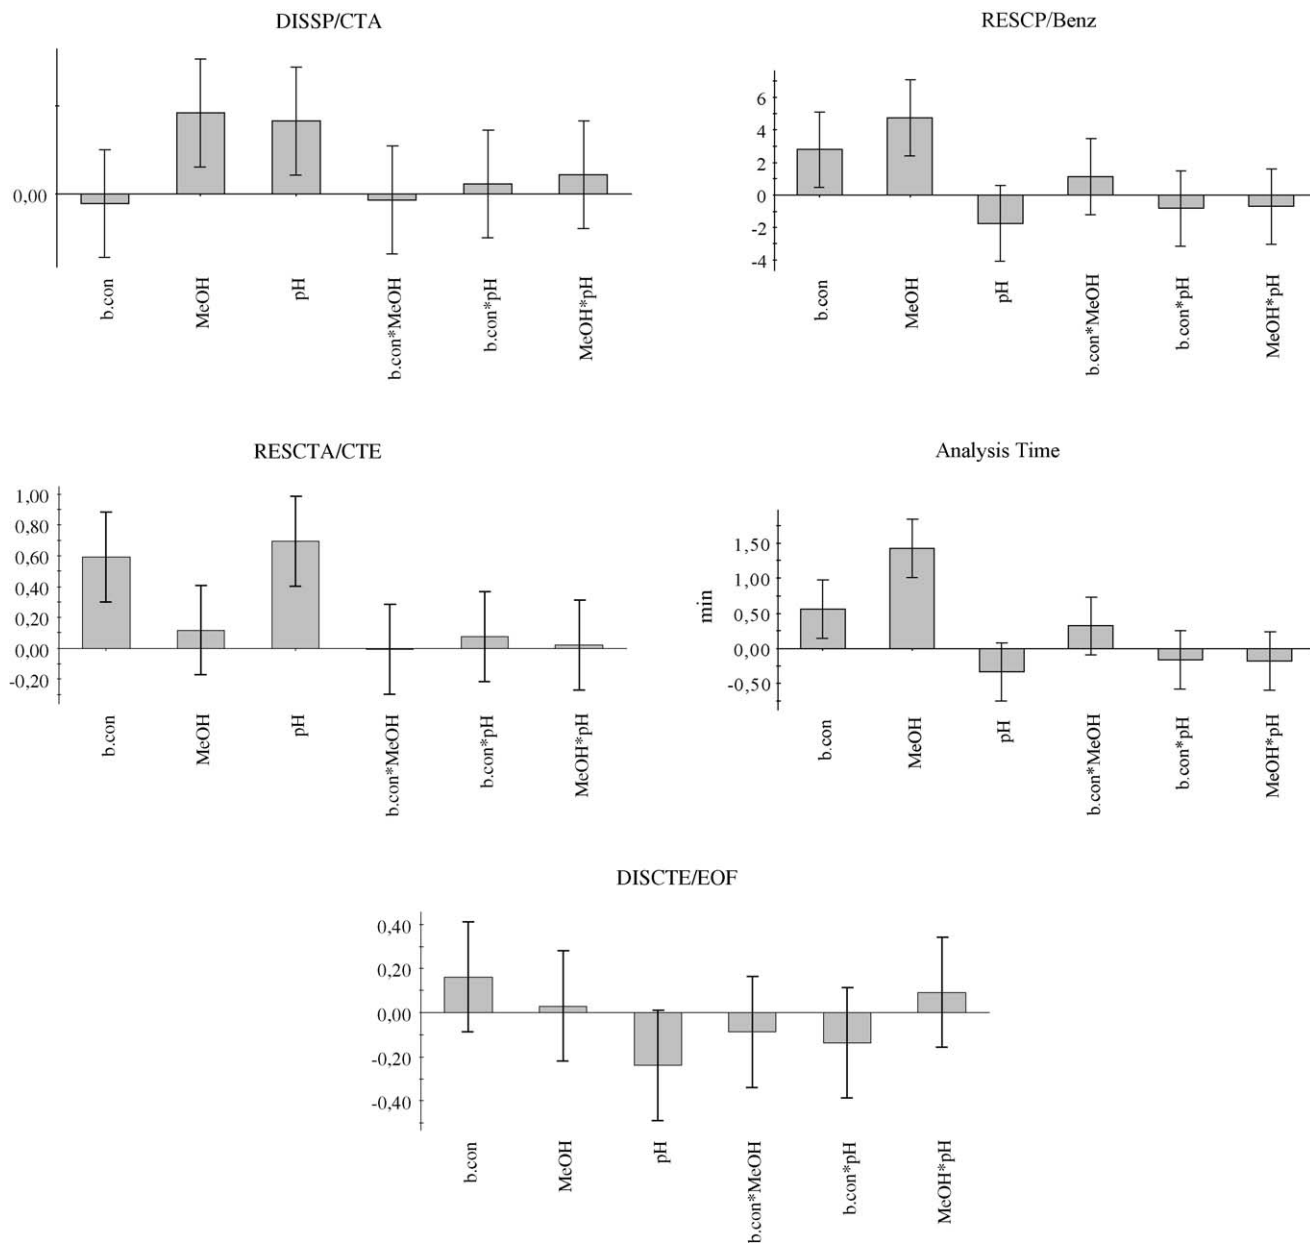 DISSP/CTA
0,00
b.con
MeOH
pH
b.con*MeOH
b.con*pH
MeOH*pH
RESCP/Benz
6
4
2
0
-2
-4
b.con
MeOH
pH
b.con*MeOH
b.con*pH
MeOH*pH
RESCTA/CTE
1,00
0,80
0,60
0,40
0,20
0,00
-0,20
b.con
MeOH
pH
b.con*MeOH
b.con*pH
MeOH*pH
Analysis Time
min
1,50
1,00
0,50
0,00
-0,50
b.con
MeOH
pH
b.con*MeOH
b.con*pH
MeOH*pH
DISCTE/EOF
0,40
0,20
0,00
-0,20
-0,40
b.con
MeOH
pH
b.con*MeOH
b.con*pH
MeOH*pH